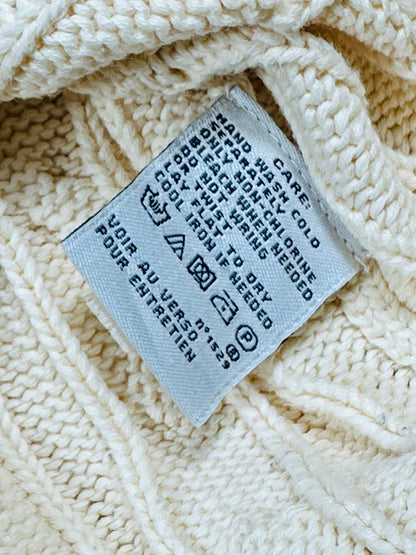 CARE:
HAND WASH COLD
SEPARATELY
ONLY NON-CHLORINE
BLEACH WHEN NEEDED
DO NOT WRING
OR TWIST
LAY FLAT TO DRY
COOL IRON IF NEEDED
P
n° 1529
VOIR AU VERSO
POUR ENTRETIEN